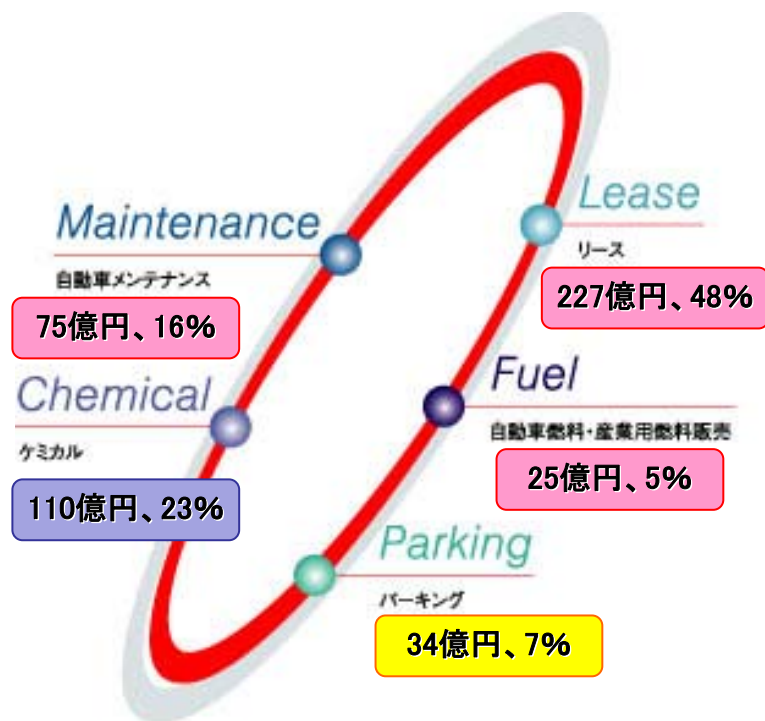 Maintenance
自動車メンテナンス
75億円、16%
Lease
リース
227億円、48%
Chemical
ケミカル
110億円、23%
Fuel
自動車燃料・産業用燃料販売
25億円、5%
Parking
パーキング
34億円、7%